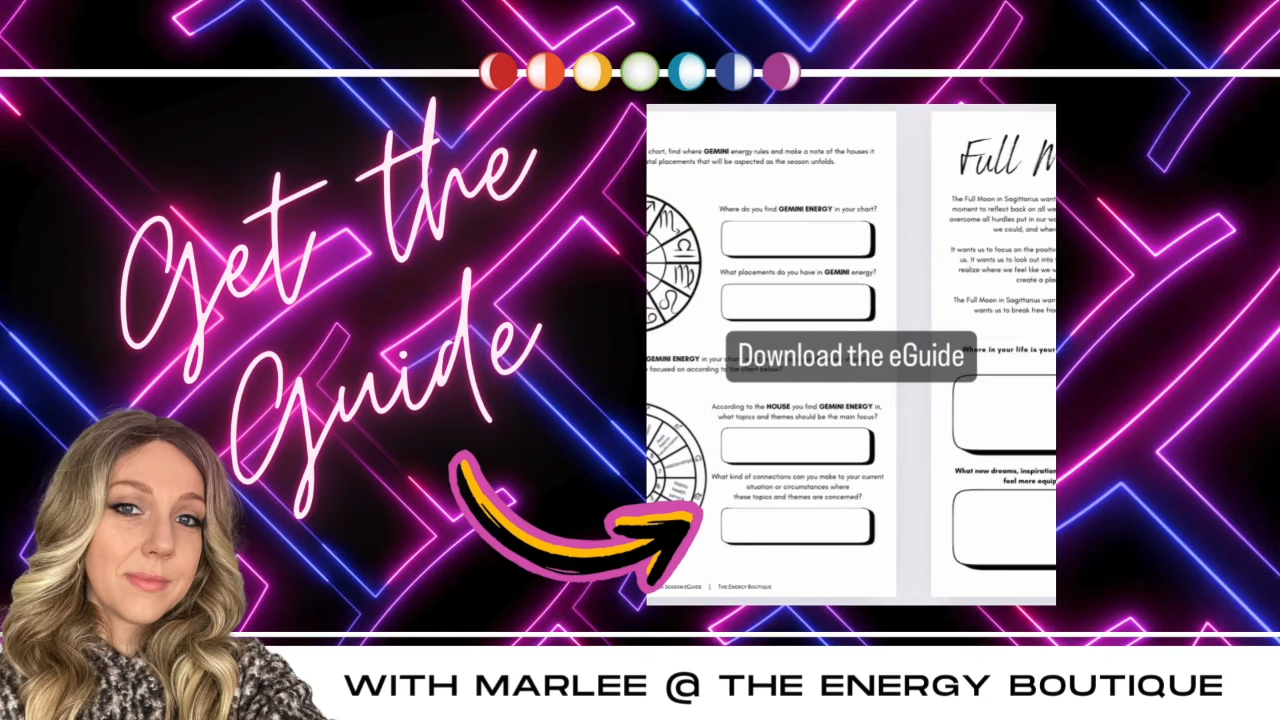 Get the
Guide
chart, find where GEMINI energy rules and make a note of the houses it
placements that will be aspected as the season unfolds.
Where do you find GEMINI ENERGY in your chart?
What placements do you have in GEMINI energy?
GEMINI ENERGY in your
focused on according to the chart below?
Download the eGuide
According to the HOUSE you find GEMINI ENERGY in,
what topics and themes should be the main focus?
What kind of connections can you make to your current
situation or circumstances where
these topics and themes are concerned?
SEASON EGUIDE | THE ENERGY BOUTIQUE
Full M
The Full Moon in Sagittarius want
moment to reflect back on all we
overcome all hurdles put in our wa
we could, and wher
It wants us to focus on the positiv
us. It wants us to look out into
realize where we feel like we w
create a pla
The Full Moon in Sagittarius wan
wants us to break free fro
Where in your life is your
What new dreams, inspiration
feel more equip
WITH MARLEE @ THE ENERGY BOUTIQUE